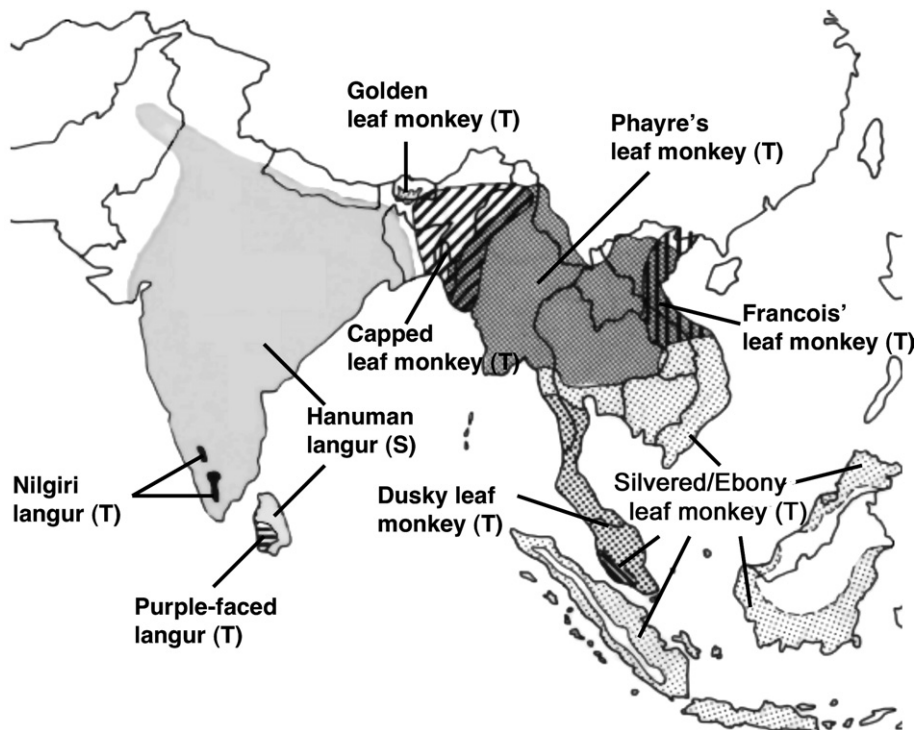 Golden
leaf monkey (T)
Phayre's
leaf monkey (T)
Capped
leaf monkey (T)
Francois'
leaf monkey (T)
Hanuman
langur (S)
Nilgiri
langur (T)
Dusky leaf
monkey (T)
Silvered/Ebony
leaf monkey (T)
Purple-faced
langur (T)